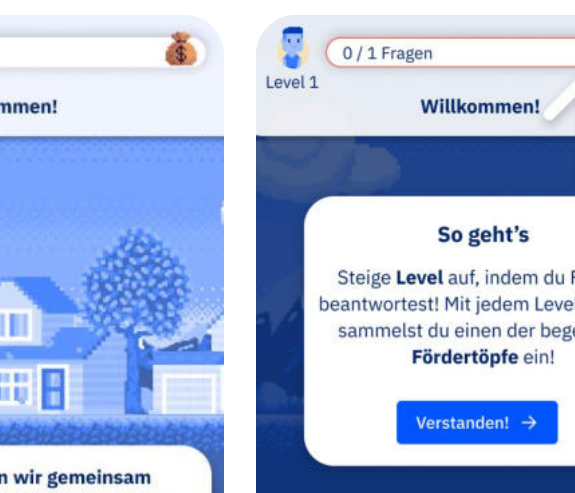 mmen!
n wir gemeinsam
Level 1
0 / 1 Fragen
Willkommen!
So geht’s
Steige Level auf, indem du F
beantwortest! Mit jedem Leve
sammelst du einen der bege
Fördertöpfe ein!
Verstanden! →